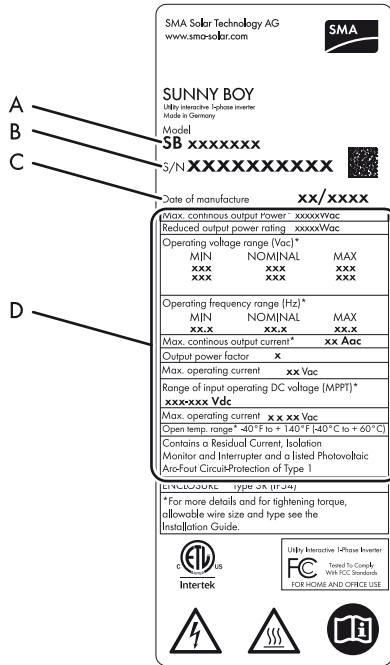 SMA Solar Technology AG
www.sma-solar.com
SMA
SUNNY BOY
Utility interacitve 1-phase inverter
Made in Germany
A
Model
SB xxxxxxx
B
S/N xxxxxxxxxx
C
Date of manufacture xx/xxxx
D
Max. continous output Power* xxxxxWac
Reduced output power rating xxxxxWac
Operating voltage range (Vac)*
MIN NOMINAL MAX
xxx xxx xxx
xxx xxx xxx
Operating frequency range (Hz)*
MIN NOMINAL MAX
xx.x xx.x xx.x
Max. continous output current* xx Aac
Output power factor x
Max. operating current xx Vac
Range of input operating DC voltage (MPPT)*
xxx-xxx Vdc
Max. operating current xx xx Vac
Open temp. range* -40°F to + 140°F (-40°C to + 60°C)
Contains a Residual Current, Isolation
Monitor and Interrupter and a listed Photovoltaic
Arc-Fout Circuit-Protection of Type 1
ENCLOSURE Type 3R (IP54)
*For more details and for tightening torque,
allowable wire size and type see the
Installation Guide.
c ETL us
Intertek
Utility Interactive 1-Phase Inverter
FC Tested To Comply
With FCC Standards
FOR HOME AND OFFICE USE